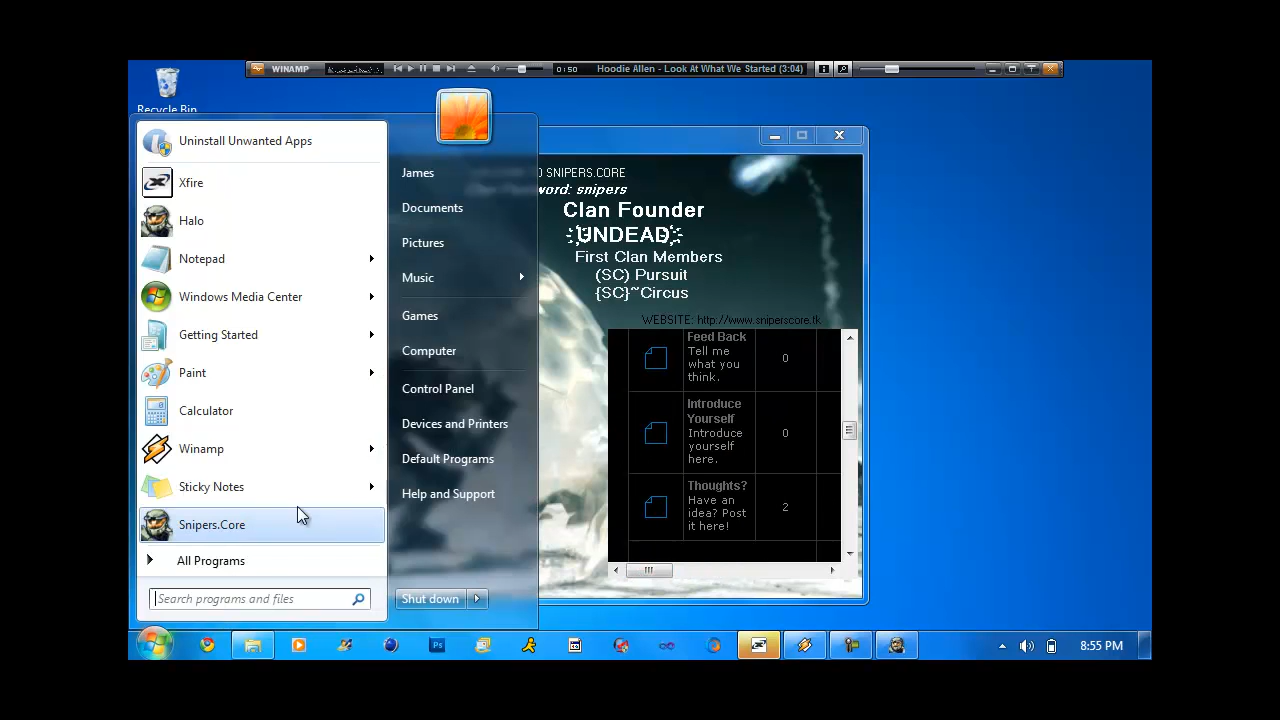 WINAMP
0:50
Hoodie Allen - Look At What We Started (3:04)
Recycle Bin
Uninstall Unwanted Apps
Xfire
Halo
Notepad
Windows Media Center
Getting Started
Paint
Calculator
Winamp
Sticky Notes
Snipers.Core
All Programs
Search programs and files
James
Documents
Pictures
Music
Games
Computer
Control Panel
Devices and Printers
Default Programs
Help and Support
Shut down
SNIPERS.CORE
snipers
Clan Founder
UNDEAD
First Clan Members
(SC) Pursuit
{SC}~Circus
WEBSITE: http://www.sniperscore.tk
Feed Back
Tell me
what you
think.
0
Introduce
Yourself
Introduce
yourself
here.
0
Thoughts?
Have an
idea? Post
it here!
2
Ps
8:55 PM